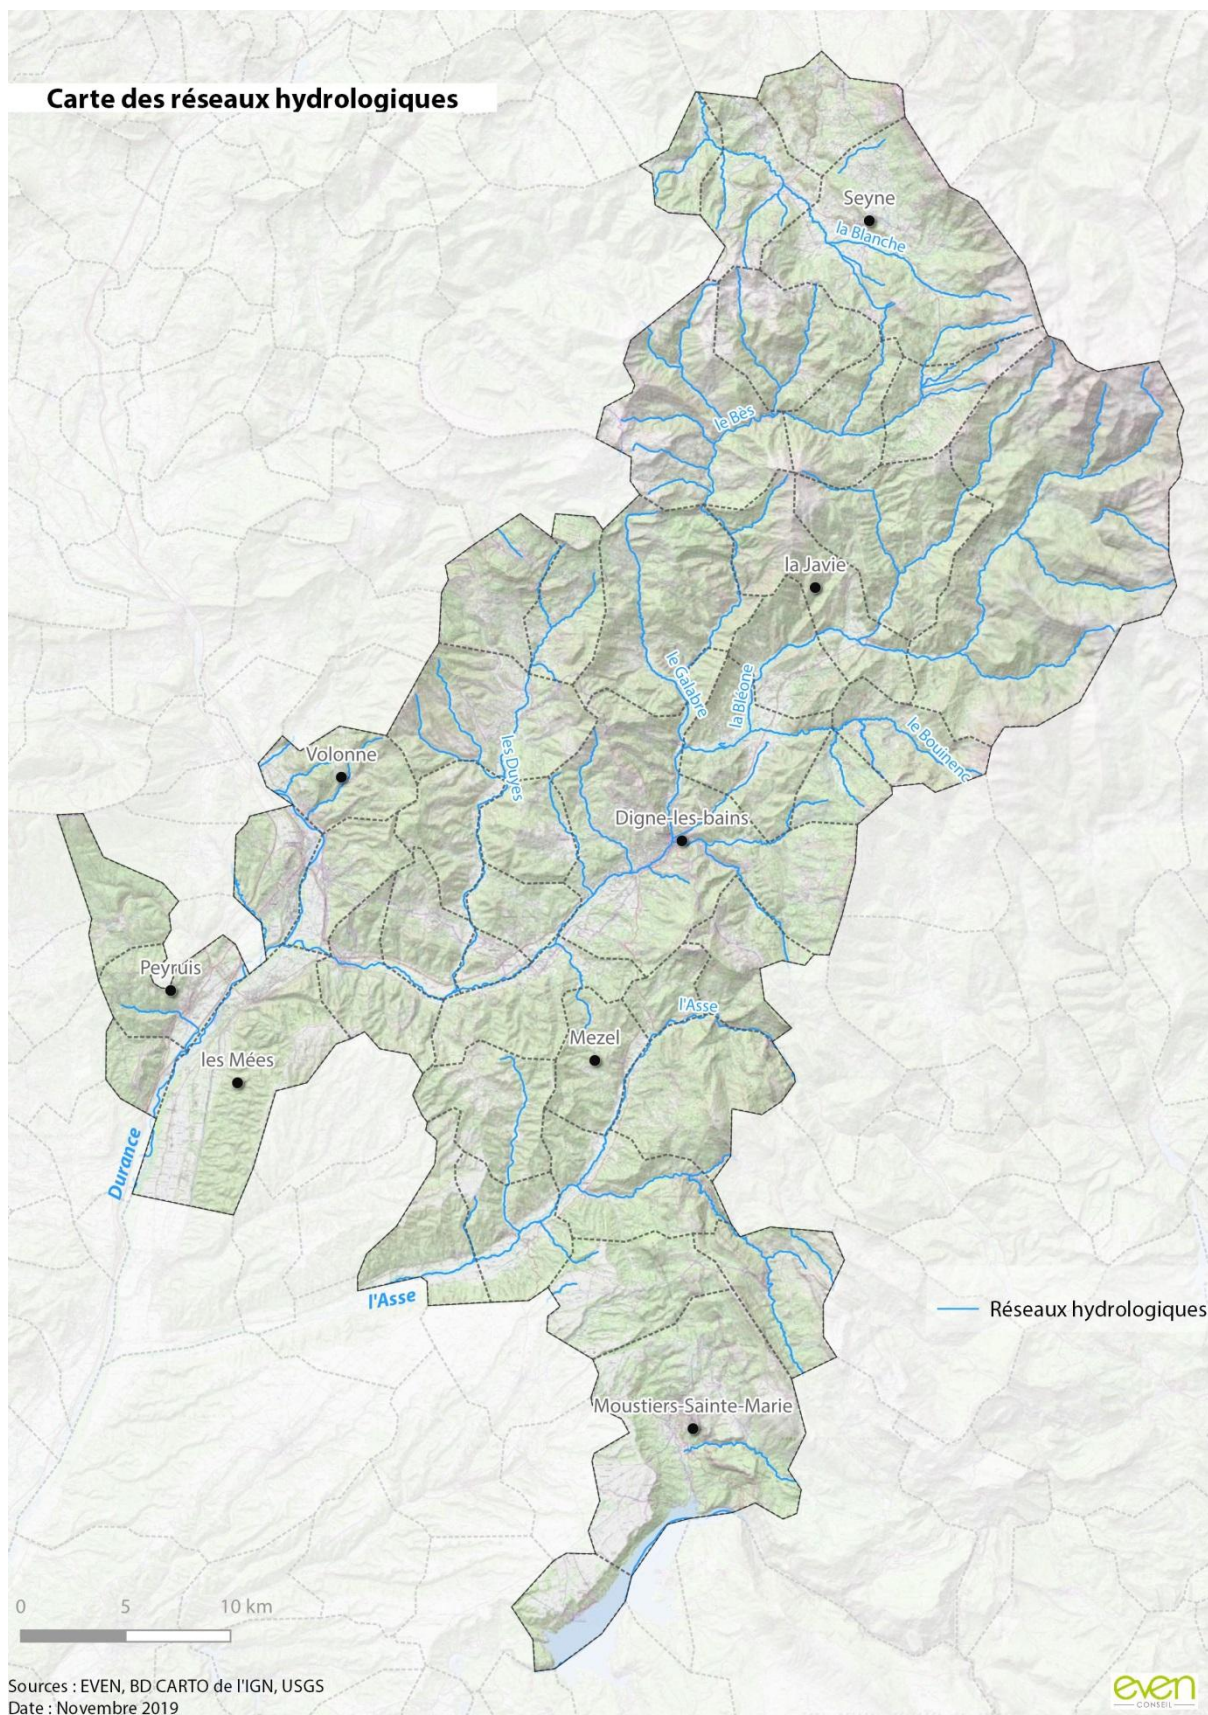 Carte des réseaux hydrologiques
Seyne
la Blanche
le Bès
la Javie
le Galabre
la Bléone
le Bouinenc
les Duyes
Volonne
Digne-les-bains
Peyruis
l'Asse
Mezel
les Mées
Durance
l'Asse
Réseaux hydrologiques
Moustiers-Sainte-Marie
0 5 10 km
Sources : EVEN, BD CARTO de l'IGN, USGS
Date : Novembre 2019
even
CONSEIL